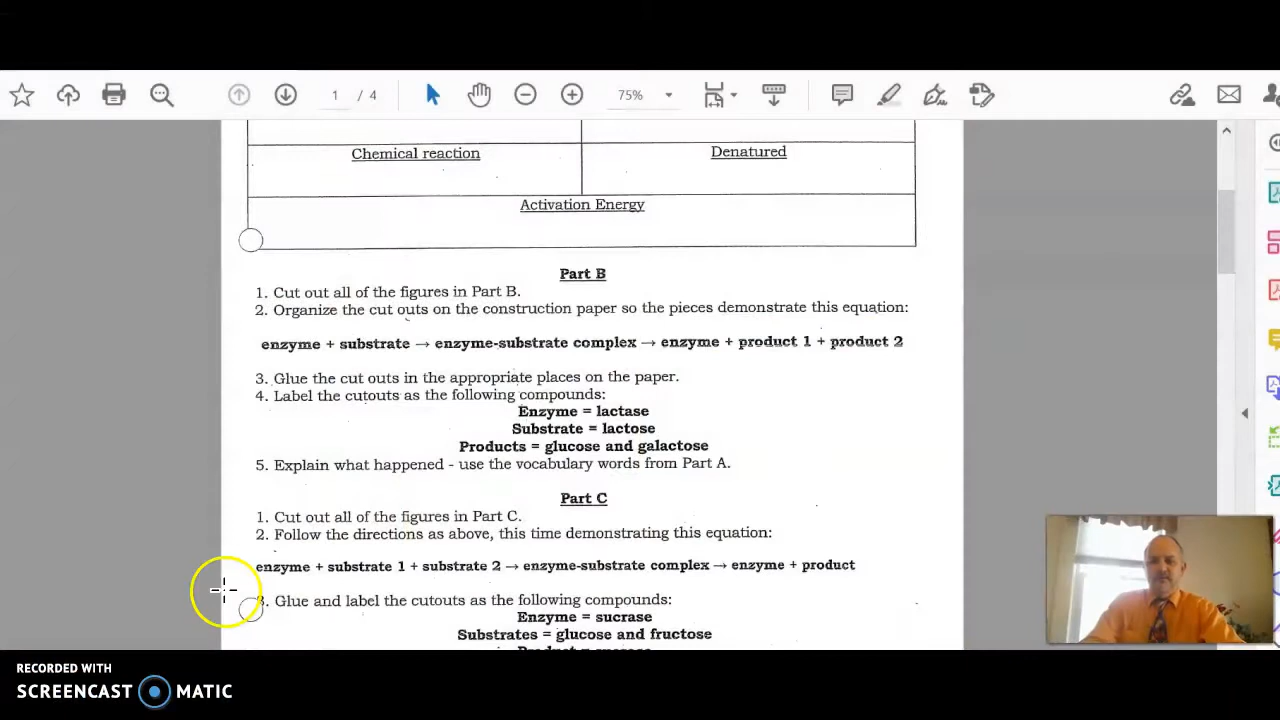 1 / 4
75%
Chemical reaction
Denatured
Activation Energy
Part B
1. Cut out all of the figures in Part B.
2. Organize the cut outs on the construction paper so the pieces demonstrate this equation:
enzyme + substrate → enzyme-substrate complex → enzyme + product 1 + product 2
3. Glue the cut outs in the appropriate places on the paper.
4. Label the cutouts as the following compounds:
Enzyme = lactase
Substrate = lactose
Products = glucose and galactose
5. Explain what happened - use the vocabulary words from Part A.
Part C
1. Cut out all of the figures in Part C.
2. Follow the directions as above, this time demonstrating this equation:
enzyme + substrate 1 + substrate 2 → enzyme-substrate complex → enzyme + product
3. Glue and label the cutouts as the following compounds:
Enzyme = sucrase
Substrates = glucose and fructose
RECORDED WITH
SCREENCAST MATIC